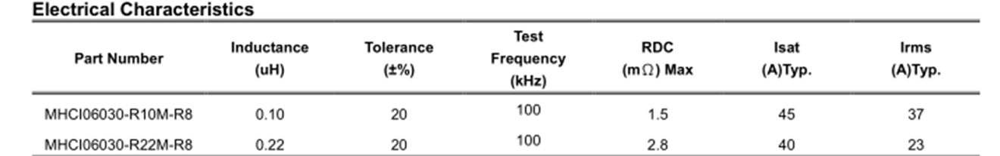 Electrical Characteristics
Part Number Inductance (uH) Tolerance (±%) Test Frequency (kHz) RDC (mΩ) Max Isat (A)Typ. Irms (A)Typ.
MHCI06030-R10M-R8 0.10 20 100 1.5 45 37
MHCI06030-R22M-R8 0.22 20 100 2.8 40 23